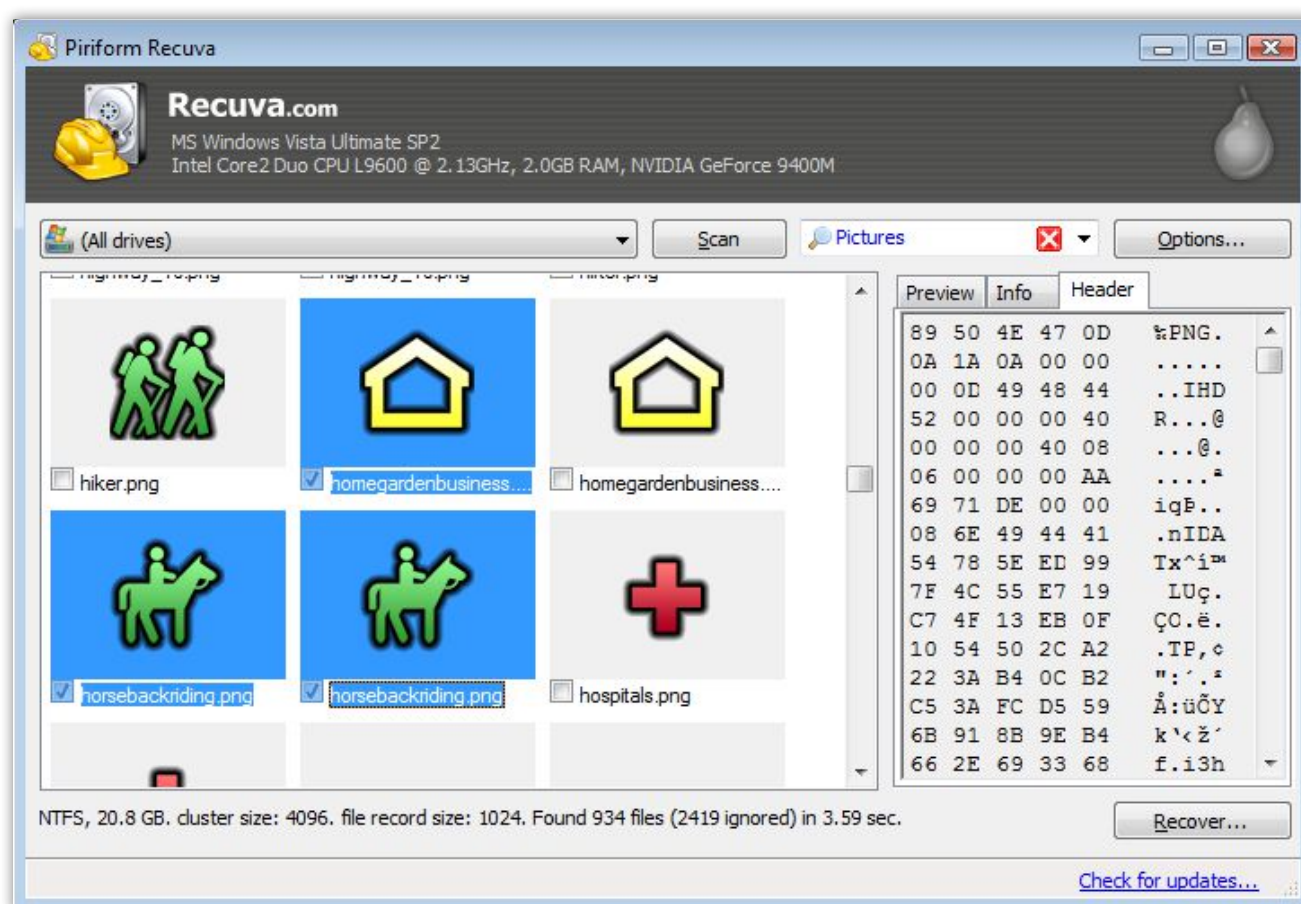 Piriform Recuva
Recuva.com
MS Windows Vista Ultimate SP2
Intel Core2 Duo CPU L9600 @ 2.13GHz, 2.0GB RAM, NVIDIA GeForce 9400M
(All drives)
Scan
Pictures
Options...
hiker.png
homegardenbusiness....
homegardenbusiness....
horsebackriding.png
horsebackriding.png
hospitals.png
Preview Info Header
89 50 4E 47 0D ‰PNG.
0A 1A 0A 00 00 .....
00 0D 49 48 44 ..IHD
52 00 00 00 40 R...@
00 00 00 40 08 ...@.
06 00 00 00 AA ....ª
69 71 DE 00 00 iqÞ..
08 6E 49 44 41 .nIDA
54 78 5E ED 99 Tx^í™
7F 4C 55 E7 19 LUç.
C7 4F 13 EB 0F ÇO.ë.
10 54 50 2C A2 .TP,¢
22 3A B4 0C B2 ":´.²
C5 3A FC D5 59 Å:üÕY
6B 91 8B 9E B4 k‘‹ž´
66 2E 69 33 68 f.i3h
NTFS, 20.8 GB. cluster size: 4096. file record size: 1024. Found 934 files (2419 ignored) in 3.59 sec.
Recover...
Check for updates...